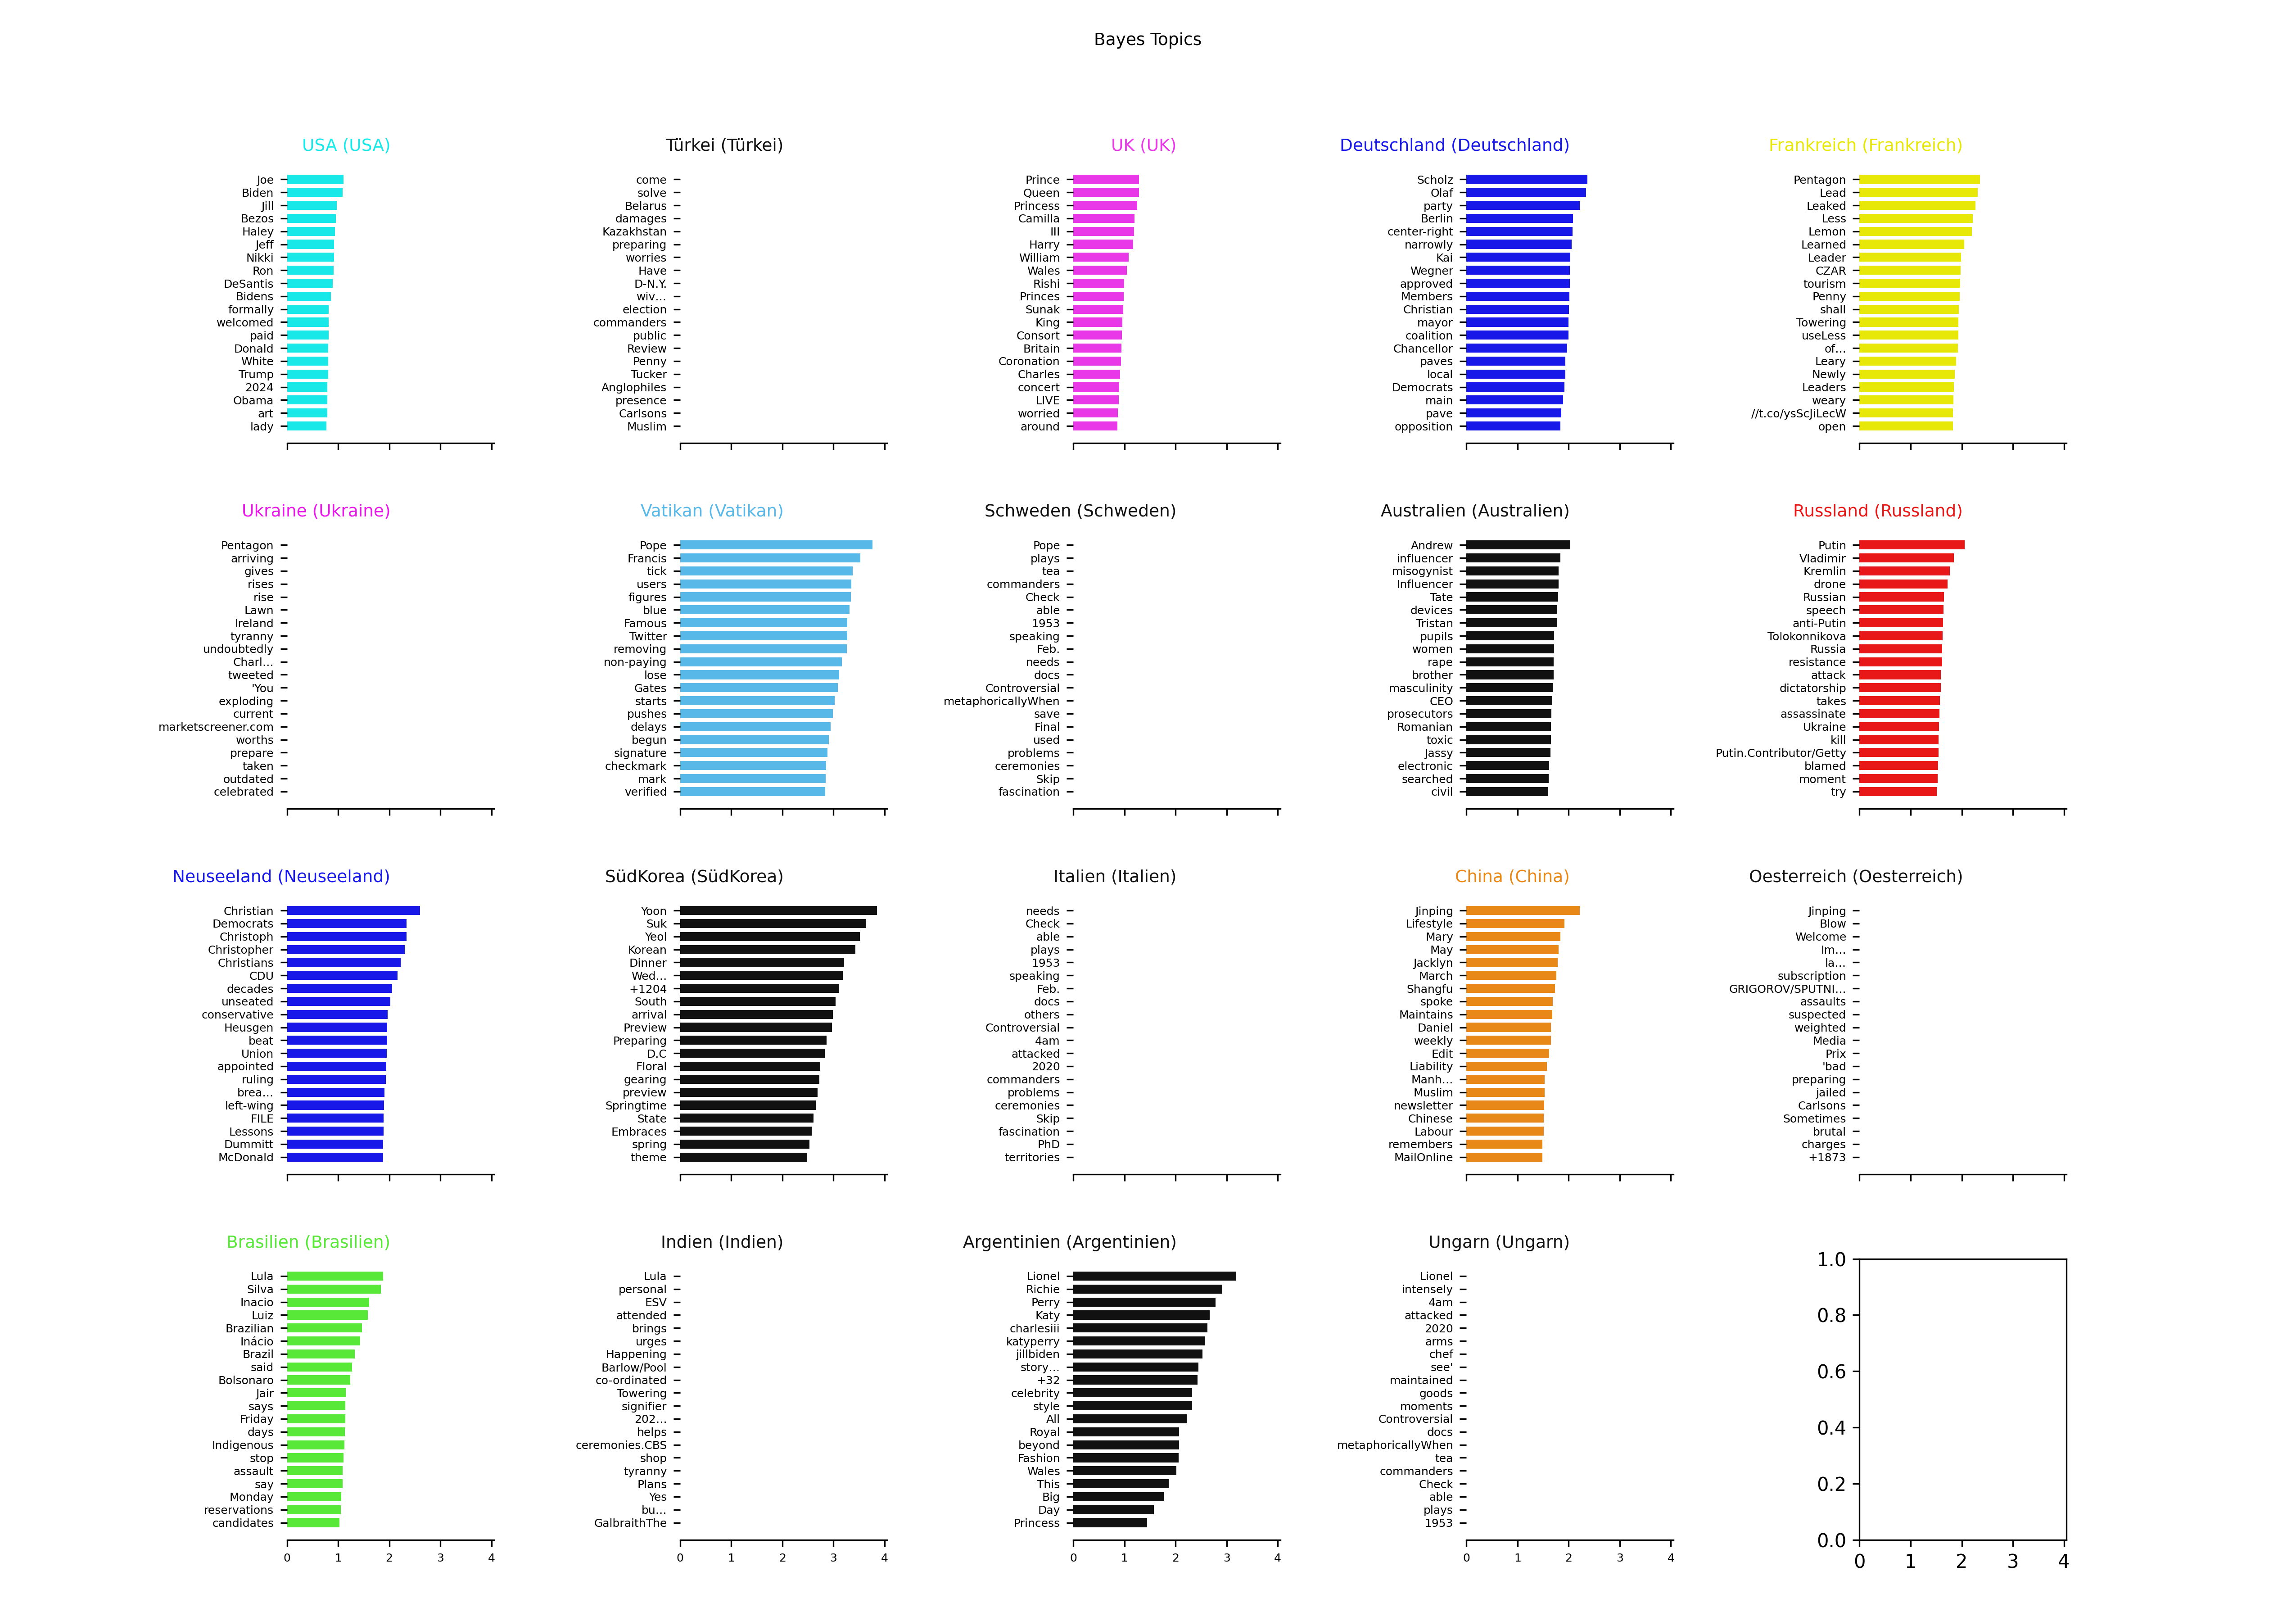 Bayes Topics
USA (USA)
Joe
Biden
Jill
Bezos
Haley
Jeff
Nikki
Ron
DeSantis
Bidens
formally
welcomed
paid
Donald
White
Trump
2024
Obama
art
lady
Türkei (Türkei)
come
solve
Belarus
damages
Kazakhstan
preparing
worries
Have
D-N.Y.
wiv…
election
commanders
public
Review
Penny
Tucker
Anglophiles
presence
Carlsons
Muslim
UK (UK)
Prince
Queen
Princess
Camilla
III
Harry
William
Wales
Rishi
Princes
Sunak
King
Consort
Britain
Coronation
Charles
concert
LIVE
worried
around
Deutschland (Deutschland)
Scholz
Olaf
party
Berlin
center-right
narrowly
Kai
Wegner
approved
Members
Christian
mayor
coalition
Chancellor
paves
local
Democrats
main
pave
opposition
Frankreich (Frankreich)
Pentagon
Lead
Leaked
Less
Lemon
Learned
Leader
CZAR
tourism
Penny
shall
Towering
useLess
of…
Leary
Newly
Leaders
weary
//t.co/ysScJiLecW
open
Ukraine (Ukraine)
Pentagon
arriving
gives
rises
rise
Lawn
Ireland
tyranny
undoubtedly
Charl…
tweeted
'You
exploding
current
marketscreener.com
worths
prepare
taken
outdated
celebrated
Vatikan (Vatikan)
Pope
Francis
tick
users
figures
blue
Famous
Twitter
removing
non-paying
lose
Gates
starts
pushes
delays
begun
signature
checkmark
mark
verified
Schweden (Schweden)
Pope
plays
tea
commanders
Check
able
1953
speaking
Feb.
needs
docs
Controversial
metaphoricallyWhen
save
Final
used
problems
ceremonies
Skip
fascination
Australien (Australien)
Andrew
influencer
misogynist
Influencer
Tate
devices
Tristan
pupils
women
rape
brother
masculinity
CEO
prosecutors
Romanian
toxic
Jassy
electronic
searched
civil
Russland (Russland)
Putin
Vladimir
Kremlin
drone
Russian
speech
anti-Putin
Tolokonnikova
Russia
resistance
attack
dictatorship
takes
assassinate
Ukraine
kill
Putin.Contributor/Getty
blamed
moment
try
Neuseeland (Neuseeland)
Christian
Democrats
Christoph
Christopher
Christians
CDU
decades
unseated
conservative
Heusgen
beat
Union
appointed
ruling
brea…
left-wing
FILE
Lessons
Dummitt
McDonald
SüdKorea (SüdKorea)
Yoon
Suk
Yeol
Korean
Dinner
Wed…
+1204
South
arrival
Preview
Preparing
D.C
Floral
gearing
preview
Springtime
State
Embraces
spring
theme
Italien (Italien)
needs
Check
able
plays
1953
speaking
Feb.
docs
others
Controversial
4am
attacked
2020
commanders
problems
ceremonies
Skip
fascination
PhD
territories
China (China)
Jinping
Lifestyle
Mary
May
Jacklyn
March
Shangfu
spoke
Maintains
Daniel
weekly
Edit
Liability
Manh…
Muslim
newsletter
Chinese
Labour
remembers
MailOnline
Oesterreich (Oesterreich)
Jinping
Blow
Welcome
Im…
la…
subscription
GRIGOROV/SPUTNI…
assaults
suspected
weighted
Media
Prix
'bad
preparing
jailed
Carlsons
Sometimes
brutal
charges
+1873
Brasilien (Brasilien)
Lula
Silva
Inacio
Luiz
Brazilian
Inácio
Brazil
said
Bolsonaro
Jair
says
Friday
days
Indigenous
stop
assault
say
Monday
reservations
candidates
0 1 2 3 4
Indien (Indien)
Lula
personal
ESV
attended
brings
urges
Happening
Barlow/Pool
co-ordinated
Towering
signifier
202…
helps
ceremonies.CBS
shop
tyranny
Plans
Yes
bu…
GalbraithThe
0 1 2 3 4
Argentinien (Argentinien)
Lionel
Richie
Perry
Katy
charlesiii
katyperry
jillbiden
story…
+32
celebrity
style
All
Royal
beyond
Fashion
Wales
This
Big
Day
Princess
0 1 2 3 4
Ungarn (Ungarn)
Lionel
intensely
4am
attacked
2020
arms
chef
see'
maintained
goods
moments
Controversial
docs
metaphoricallyWhen
tea
commanders
Check
able
plays
1953
0 1 2 3 4
1.0
0.8
0.6
0.4
0.2
0.0
0 1 2 3 4